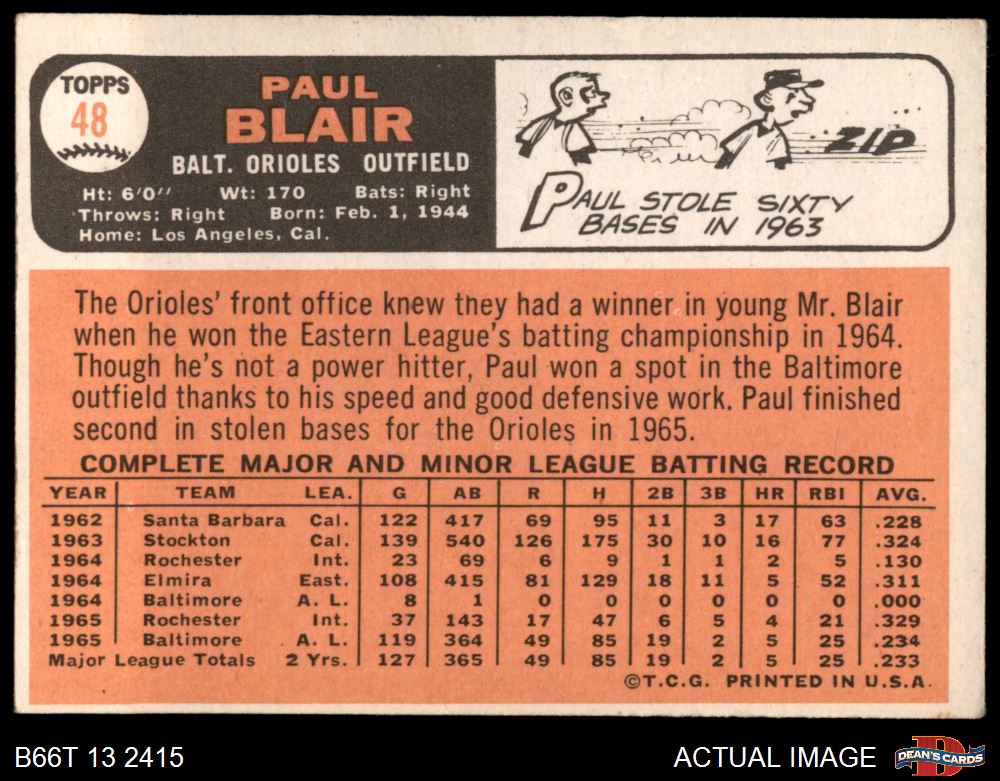 TOPPS
48
PAUL
BLAIR
BALT. ORIOLES OUTFIELD
Ht: 6'0" Wt: 170 Bats: Right
Throws: Right Born: Feb. 1, 1944
Home: Los Angeles, Cal.
ZIP
PAUL STOLE SIXTY
BASES IN 1963
The Orioles' front office knew they had a winner in young Mr. Blair
when he won the Eastern League's batting championship in 1964.
Though he's not a power hitter, Paul won a spot in the Baltimore
outfield thanks to his speed and good defensive work. Paul finished
second in stolen bases for the Orioles in 1965.
COMPLETE MAJOR AND MINOR LEAGUE BATTING RECORD
YEAR TEAM LEA. G AB R H 2B 3B HR RBI AVG.
1962 Santa Barbara Cal. 122 417 69 95 11 3 17 63 .228
1963 Stockton Cal. 139 540 126 175 30 10 16 77 .324
1964 Rochester Int. 23 69 6 9 1 1 2 5 .130
1964 Elmira East. 108 415 81 129 18 11 5 52 .311
1964 Baltimore A. L. 8 1 0 0 0 0 0 0 .000
1965 Rochester Int. 37 143 17 47 6 5 4 21 .329
1965 Baltimore A. L. 119 364 49 85 19 2 5 25 .234
Major League Totals 2 Yrs. 127 365 49 85 19 2 5 25 .233
©T.C.G. PRINTED IN U.S.A.
B66T 13 2415
ACTUAL IMAGE
D
DEAN'S CARDS